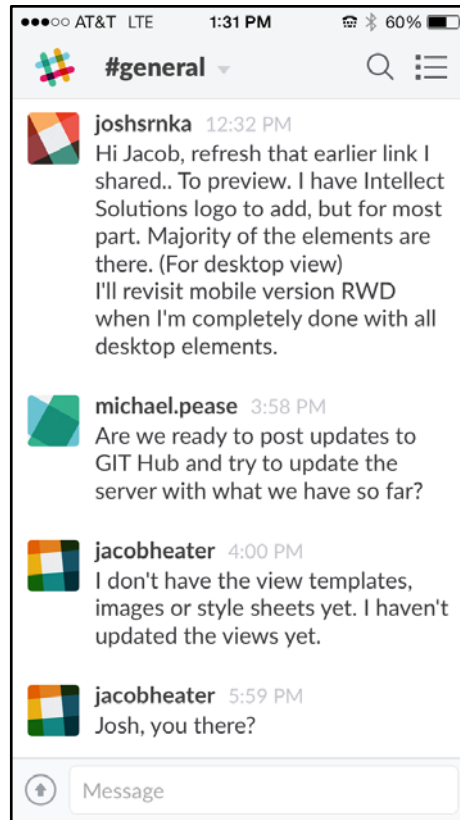 AT&T LTE 1:31 PM 60%
#general
joshsrnka 12:32 PM
Hi Jacob, refresh that earlier link I
shared.. To preview. I have Intellect
Solutions logo to add, but for most
part. Majority of the elements are
there. (For desktop view)
I'll revisit mobile version RWD
when I'm completely done with all
desktop elements.
michael.pease 3:58 PM
Are we ready to post updates to
GIT Hub and try to update the
server with what we have so far?
jacobheater 4:00 PM
I don't have the view templates,
images or style sheets yet. I haven't
updated the views yet.
jacobheater 5:59 PM
Josh, you there?
Message